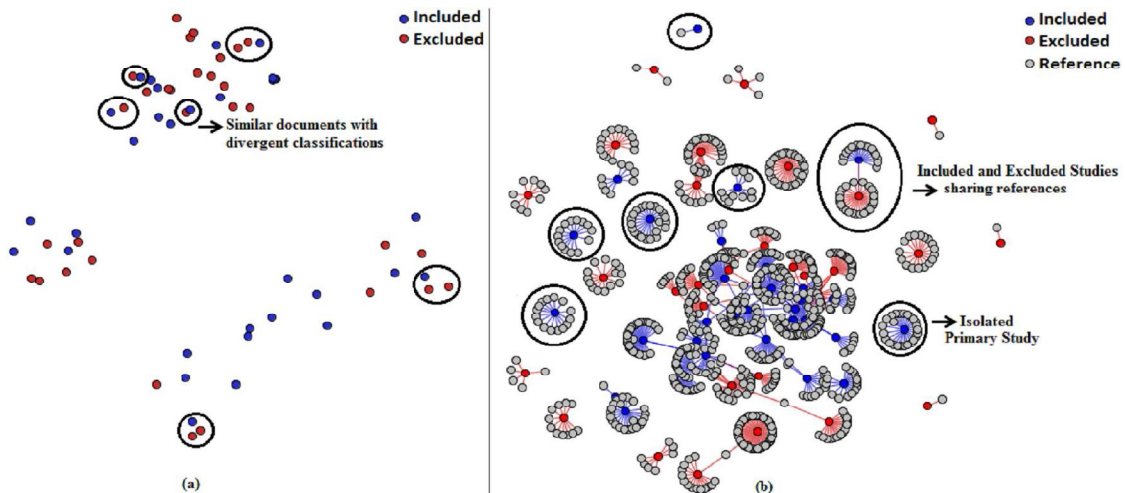 Included
Excluded
Similar documents with
divergent classifications
(a)
Included
Excluded
Reference
Included and Excluded Studies
sharing references
Isolated
Primary Study
(b)